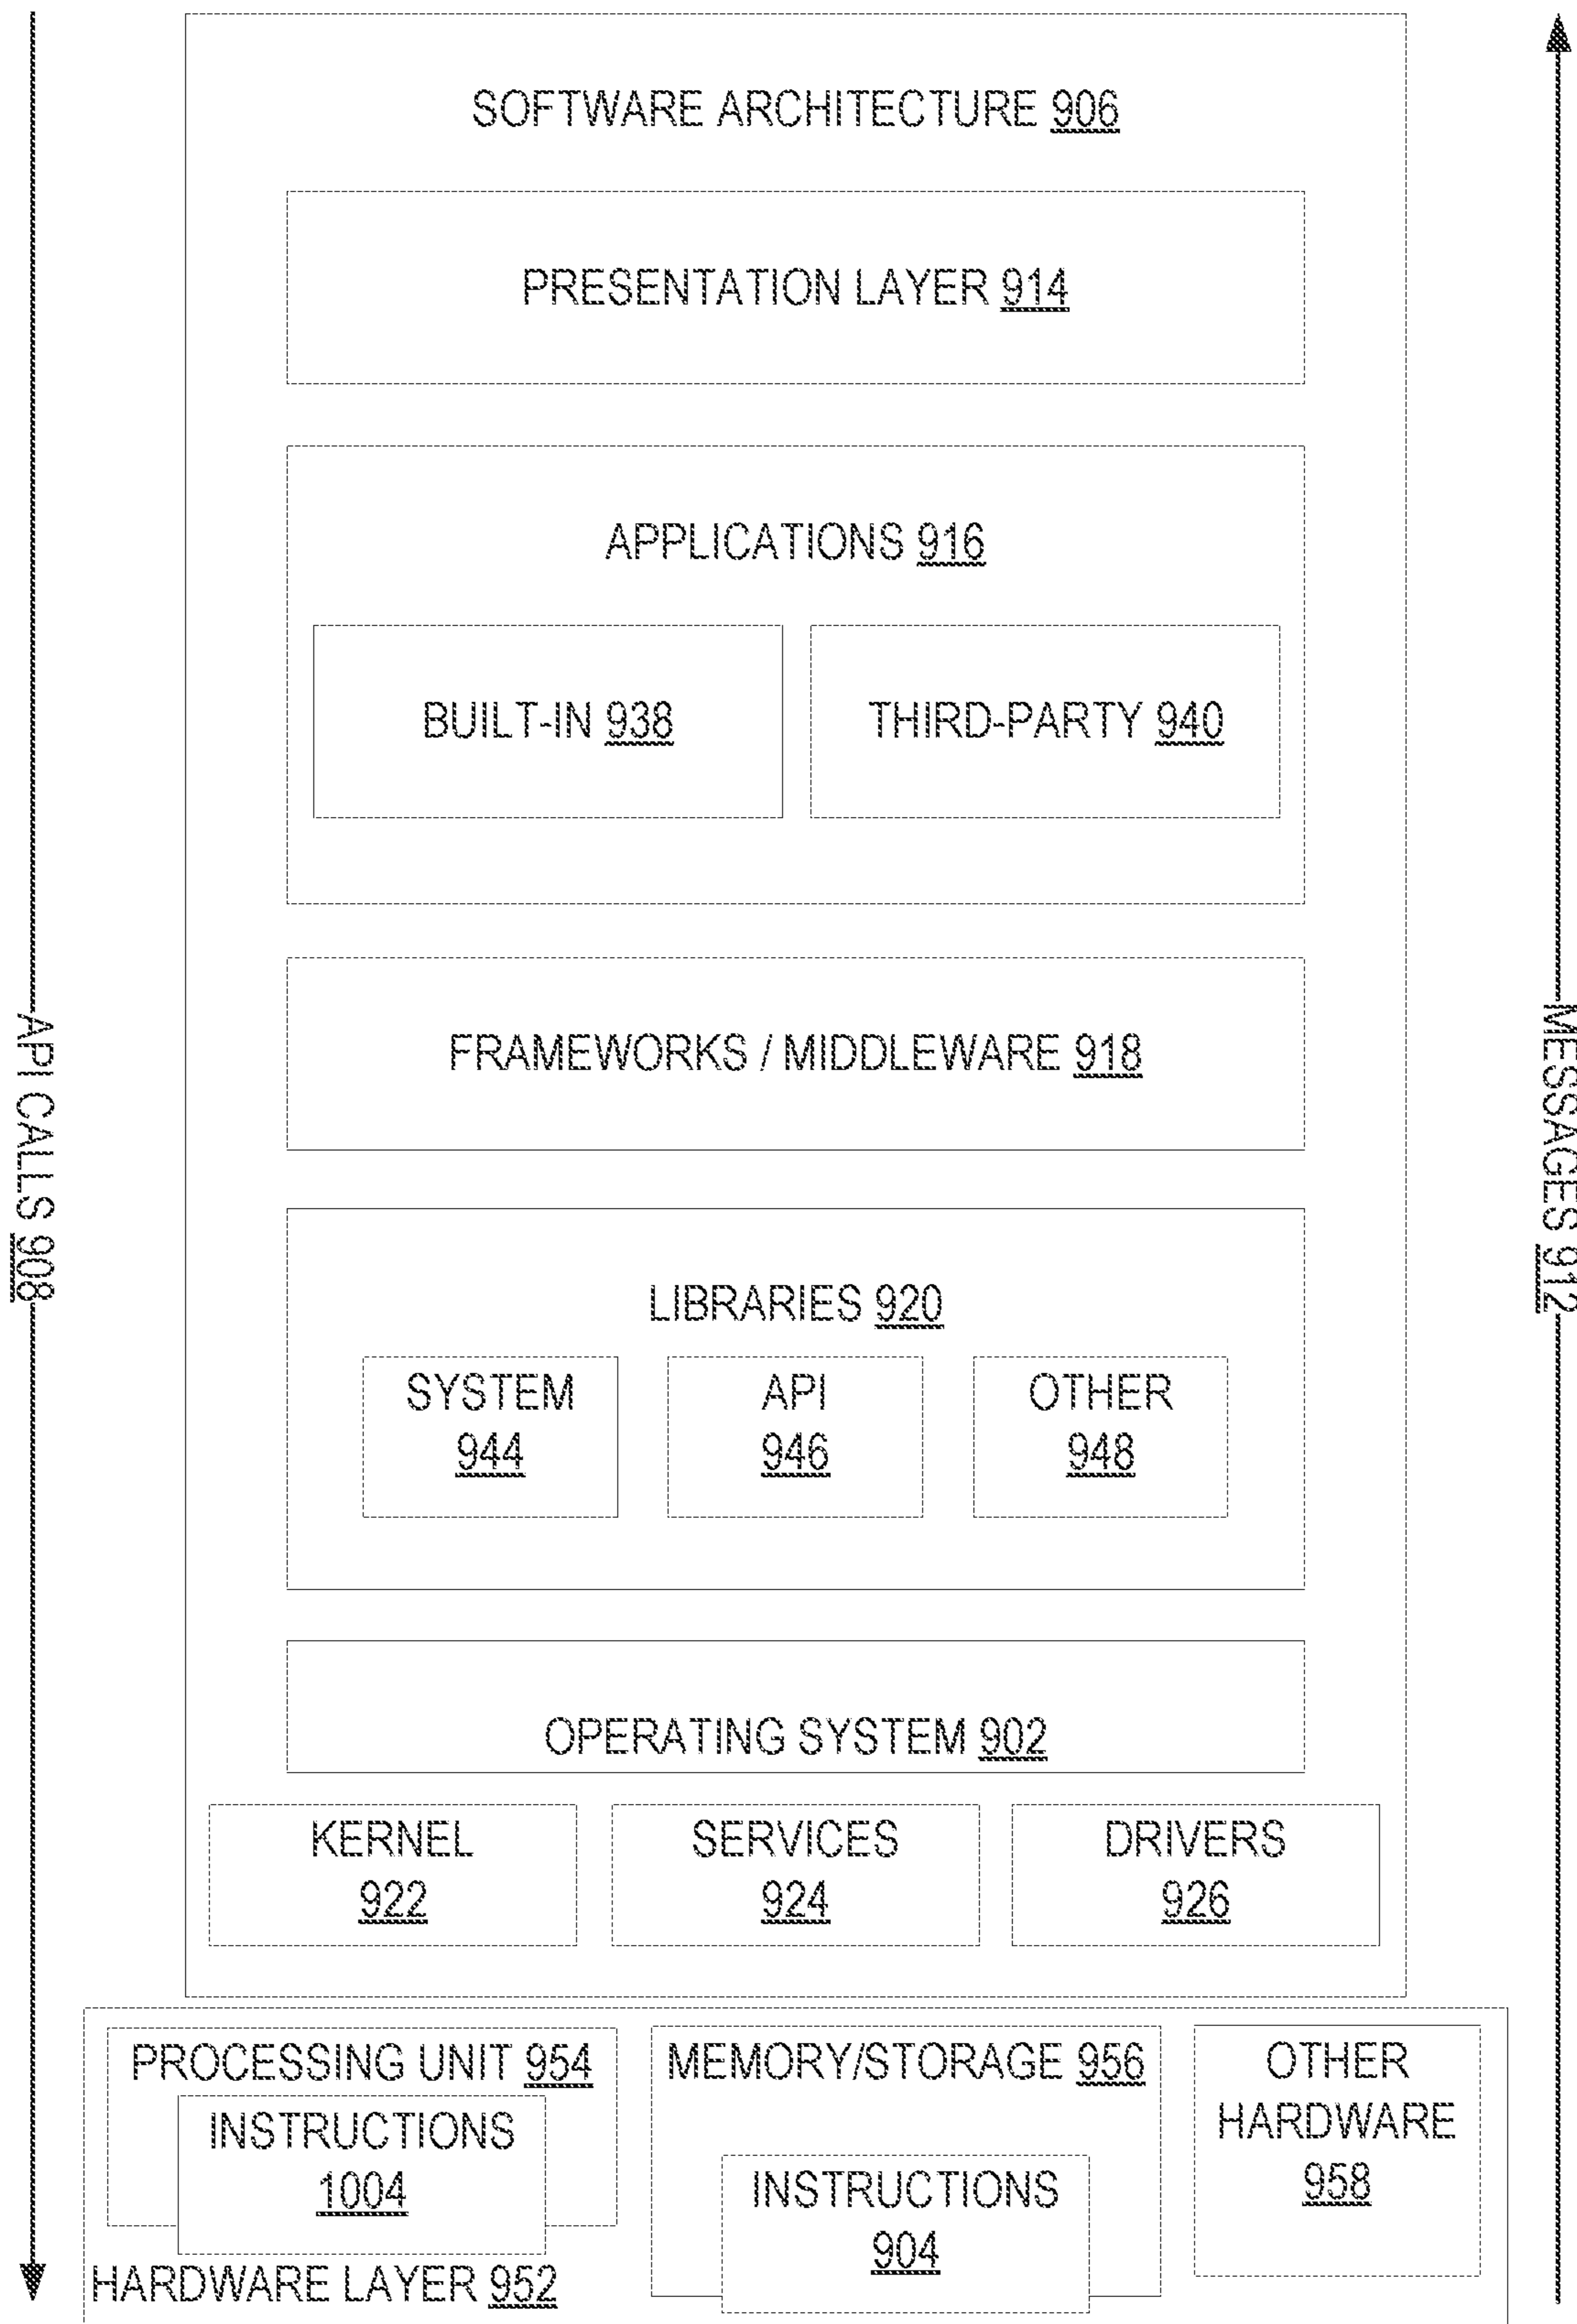 SOFTWARE ARCHITECTURE 906
PRESENTATION LAYER 914
APPLICATIONS 916
BUILT-IN 938
THIRD-PARTY 940
FRAMEWORKS / MIDDLEWARE 918
API CALLS 908
MESSAGES 912
LIBRARIES 920
SYSTEM
944
API
946
OTHER
948
OPERATING SYSTEM 902
KERNEL
922
SERVICES
924
DRIVERS
926
PROCESSING UNIT 954
INSTRUCTIONS
1004
MEMORY/STORAGE 956
INSTRUCTIONS
904
OTHER
HARDWARE
958
HARDWARE LAYER 952